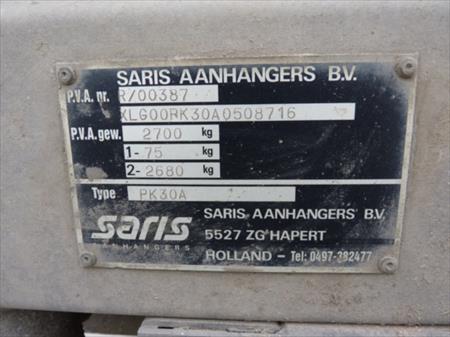 SARIS AANHANGERS B.V.
P.V.A. nr. R/00387
XLG00RK30A0508716
P.V.A. gew. 2700 kg
1- 75 kg
2- 2680 kg
Type PK30A
saris
AANHANGERS
SARIS AANHANGERS B.V.
5527 ZG HAPERT
HOLLAND - Tel: 0497-382477